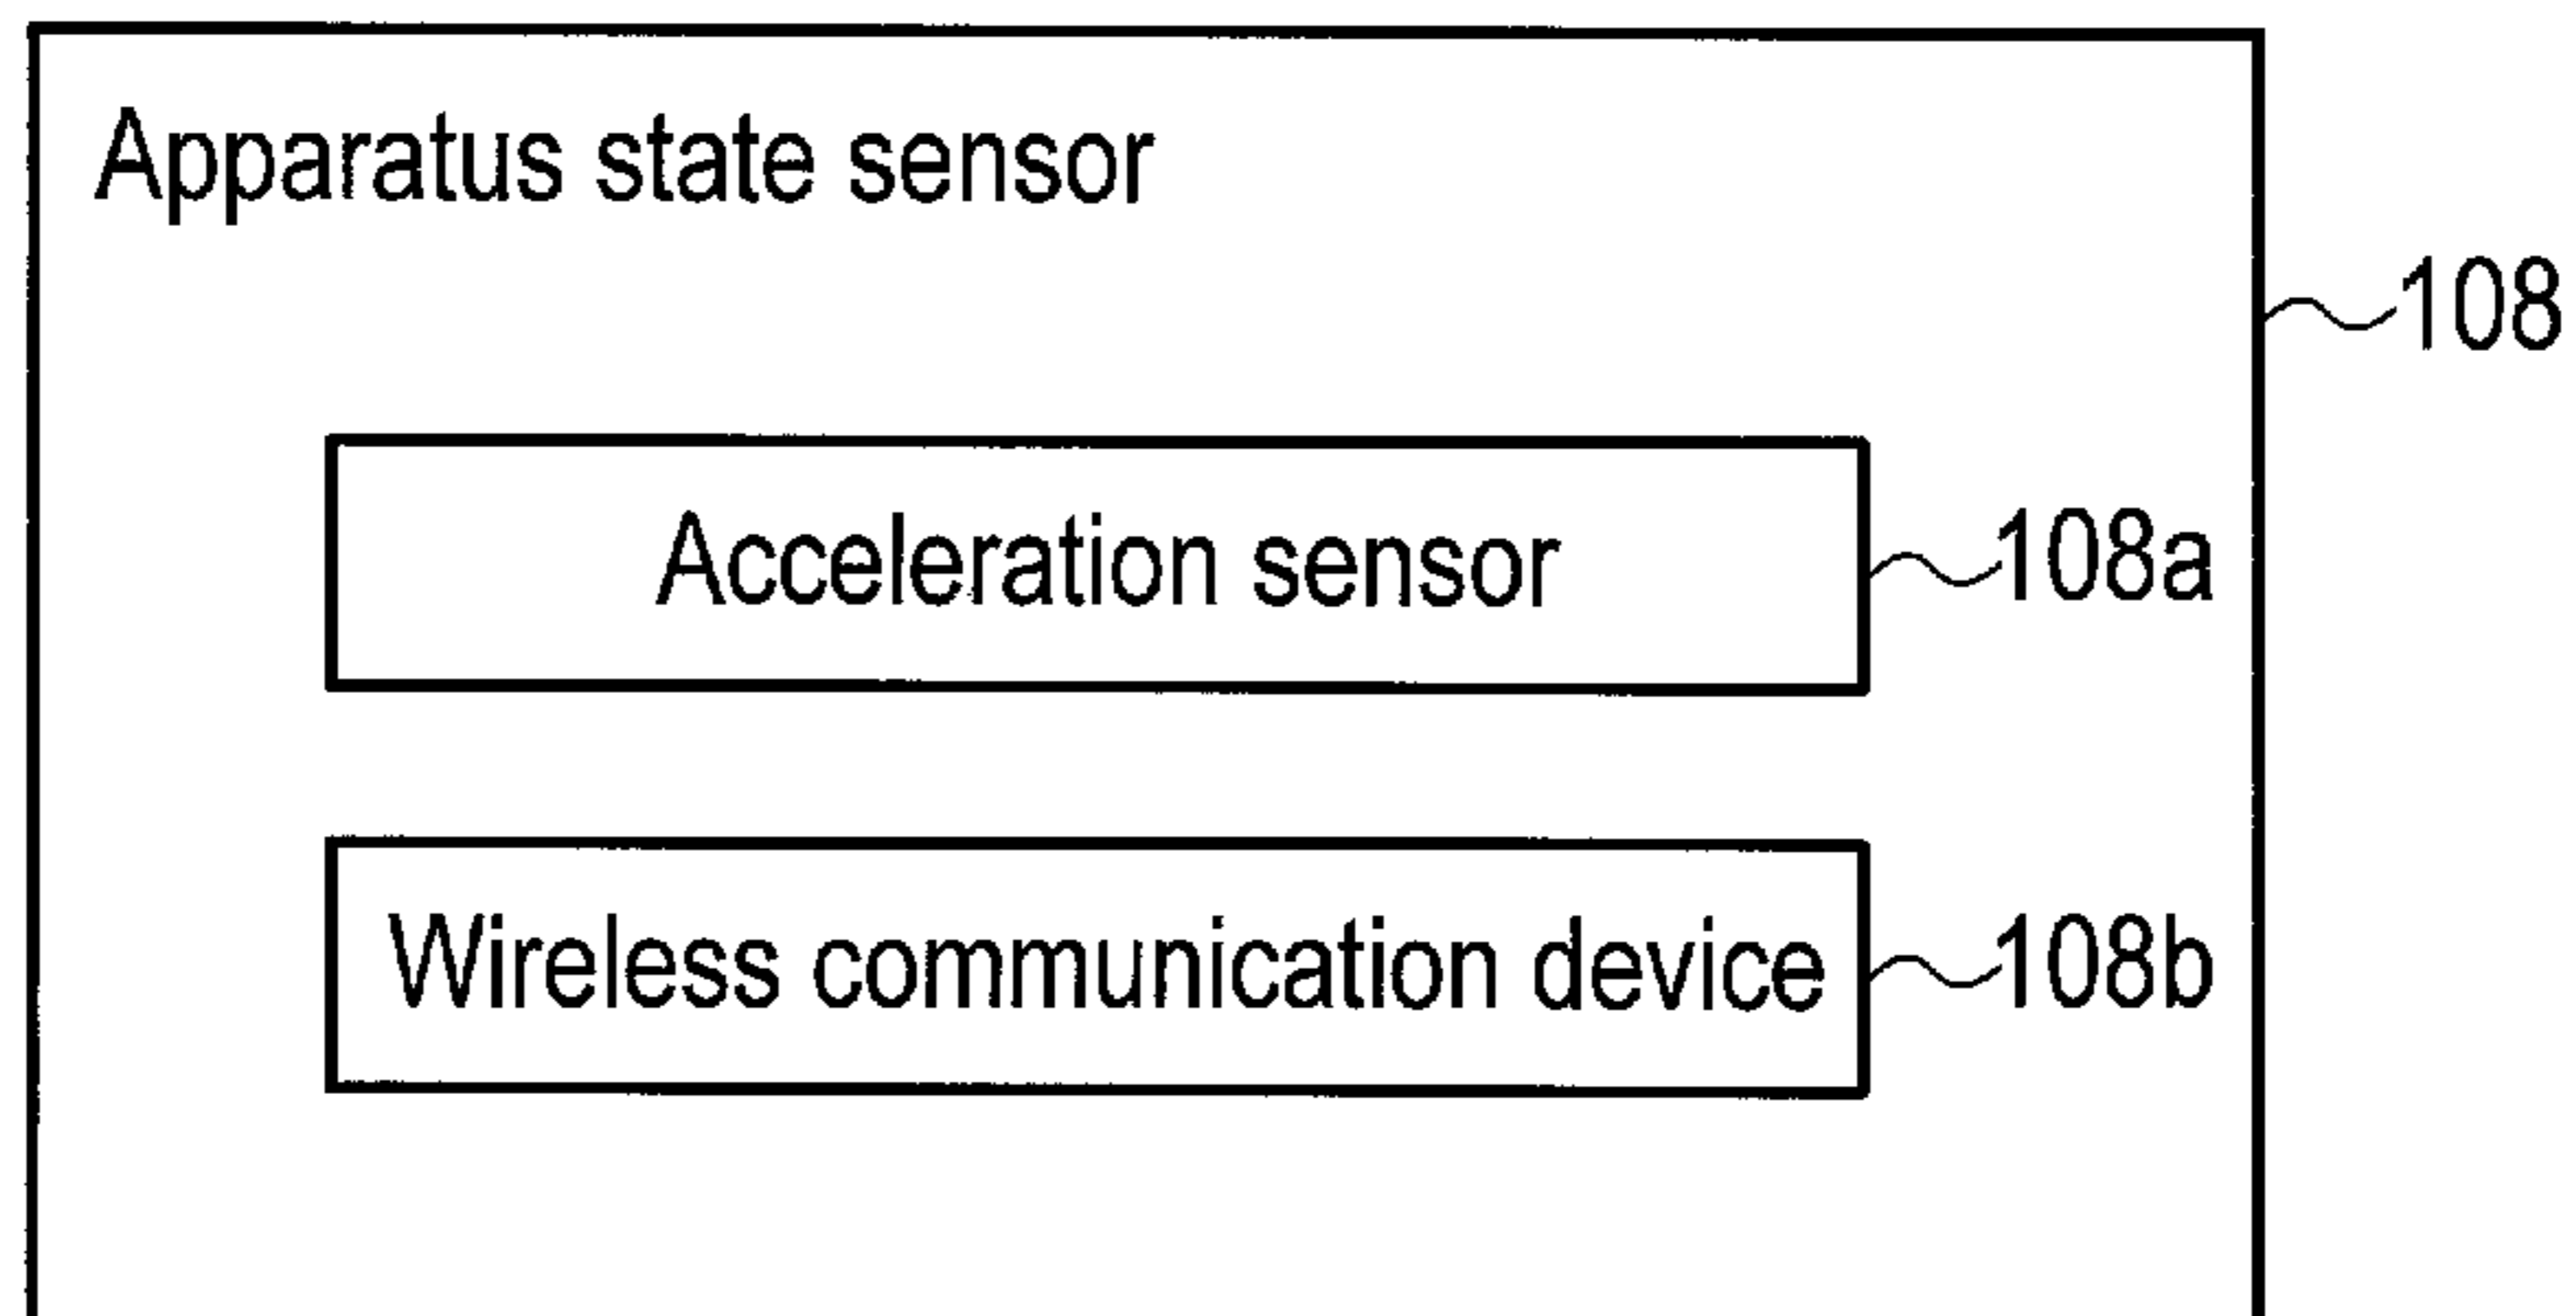 Apparatus state sensor
108
Acceleration sensor
108a
Wireless communication device
108b